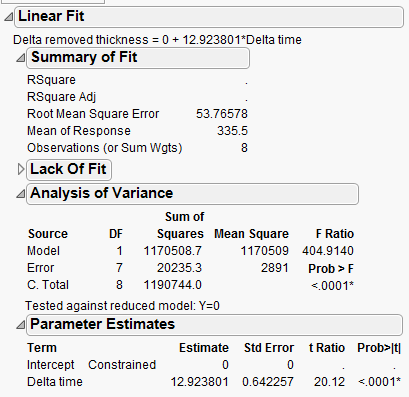 Linear Fit
Delta removed thickness = 0 + 12.923801*Delta time
Summary of Fit
RSquare .
RSquare Adj .
Root Mean Square Error 53.76578
Mean of Response 335.5
Observations (or Sum Wgts) 8
Lack Of Fit
Analysis of Variance
Sum of
Source DF Squares Mean Square F Ratio
Model 1 1170508.7 1170509 404.9140
Error 7 20235.3 2891 Prob > F
C. Total 8 1190744.0 <.0001*
Tested against reduced model: Y=0
Parameter Estimates
Term Estimate Std Error t Ratio Prob>|t|
Intercept Constrained 0 0 . .
Delta time 12.923801 0.642257 20.12 <.0001*